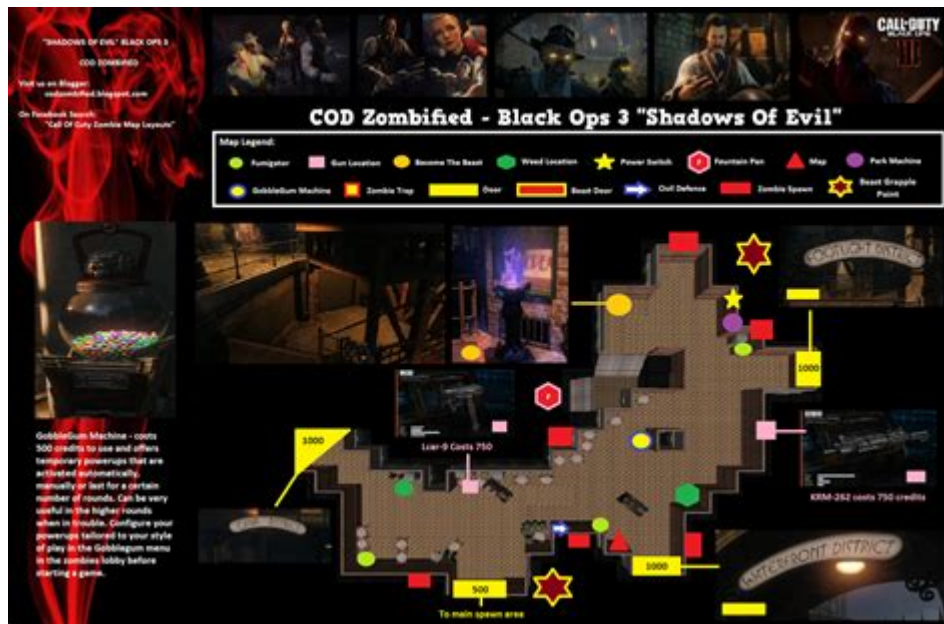 "SHADOWS OF EVIL" BLACK OPS 3
COD ZOMBIFIED
Visit us on Blogger:
codzombified.blogspot.com
On Facebook Search:
"Call Of Duty Zombie Map Layouts"
CALL OF DUTY
BLACK OPS
III
COD Zombified - Black Ops 3 "Shadows Of Evil"
Map Legend:
Fumigator
Gun Location
Become The Beast
Weed Location
Power Switch
Fountain Pen
Map
Perk Machine
GobbleGum Machine
Zombie Trap
Door
Beast Door
Civil Defence
Zombie Spawn
Beast Grapple
Point
FOOTLIGHT DISTRICT
1000
Lcar-9 Costs 750
1000
KRM-262 costs 750 credits
GobbleGum Machine - costs
500 credits to use and offers
temporary powerups that are
activated automatically,
manually or last for a certain
number of rounds. Can be very
useful in the higher rounds
when in trouble. Configure your
powerups tailored to your style
of play in the Gobblegum menu
in the zombies lobby before
starting a game.
1000
WATERFRONT DISTRICT
500
To main spawn area